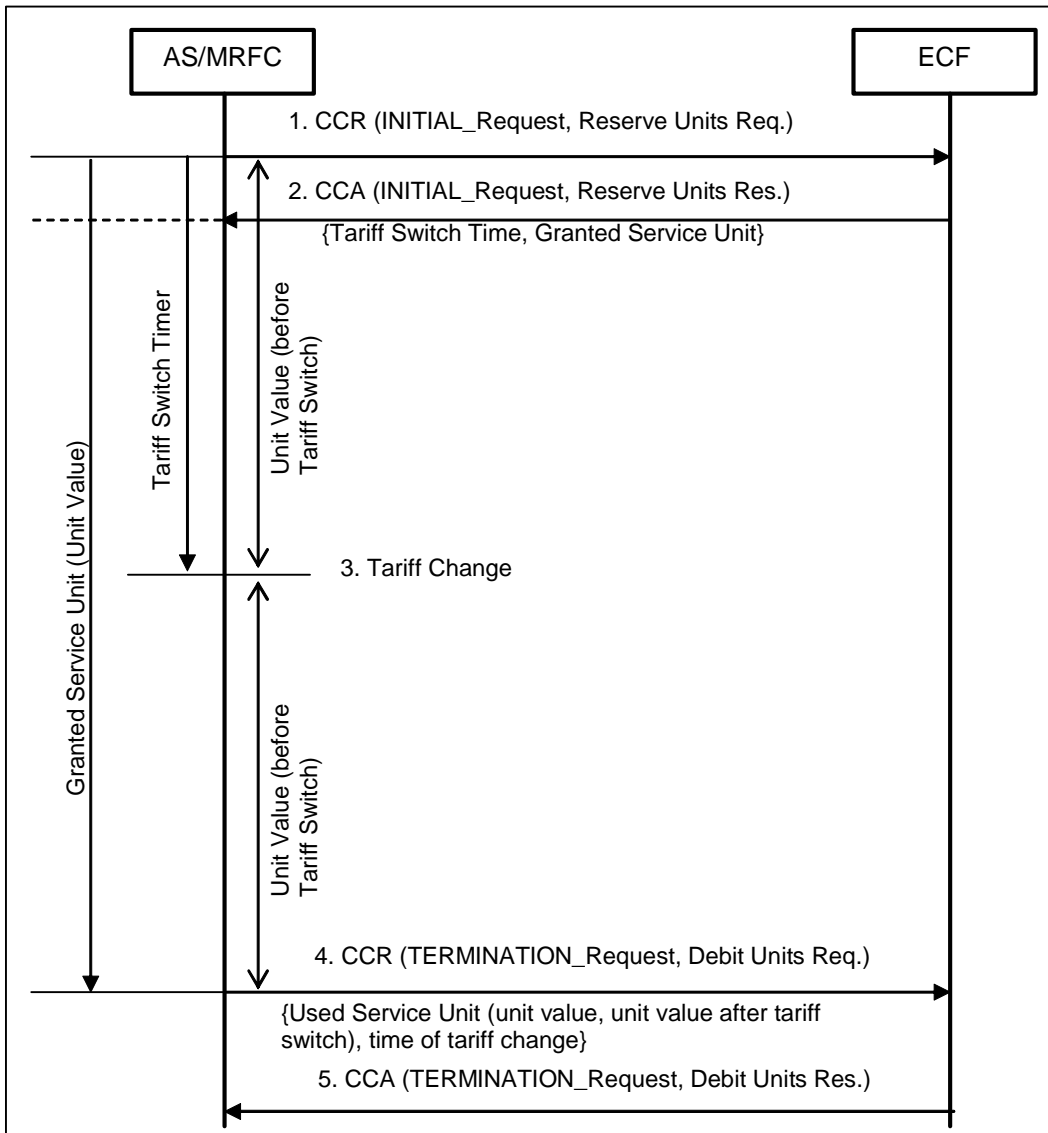 AS/MRFC
ECF
1. CCR (INITIAL_Request, Reserve Units Req.)
2. CCA (INITIAL_Request, Reserve Units Res.)
{Tariff Switch Time, Granted Service Unit}
Granted Service Unit (Unit Value)
Tariff Switch Timer
Unit Value (before
Tariff Switch)
3. Tariff Change
Unit Value (before
Tariff Switch)
4. CCR (TERMINATION_Request, Debit Units Req.)
{Used Service Unit (unit value, unit value after tariff
switch), time of tariff change}
5. CCA (TERMINATION_Request, Debit Units Res.)